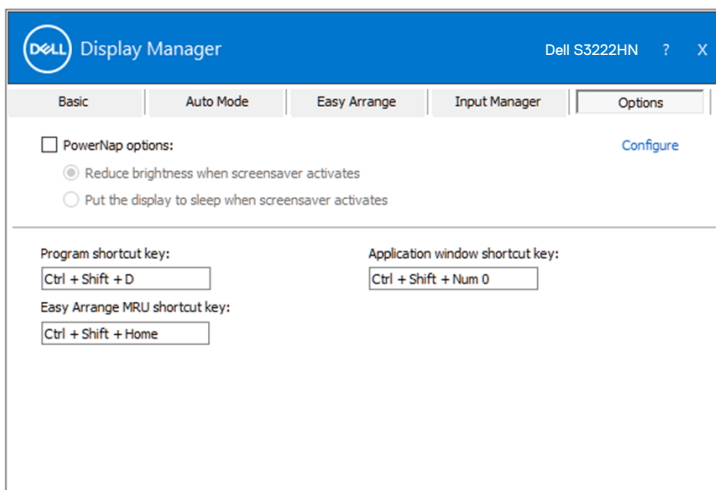 DELL Display Manager Dell S3222HN ? X
Basic Auto Mode Easy Arrange Input Manager Options
PowerNap options: Configure
Reduce brightness when screensaver activates
Put the display to sleep when screensaver activates
Program shortcut key: Application window shortcut key:
Ctrl + Shift + D Ctrl + Shift + Num 0
Easy Arrange MRU shortcut key:
Ctrl + Shift + Home